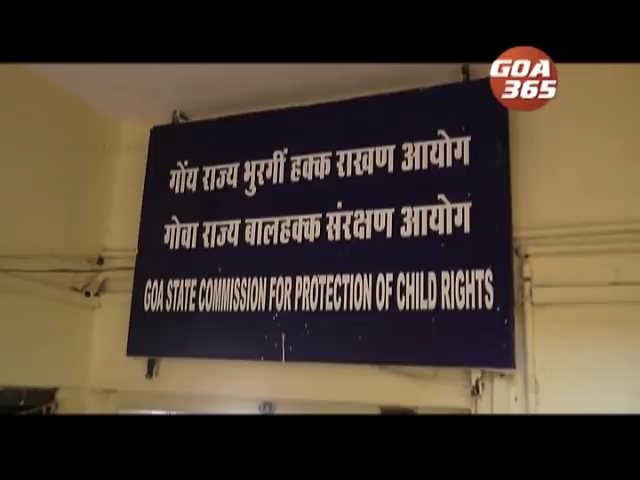 GOA
365
गोंय राज्य भुरगीं हक्क राखण आयोग
गोवा राज्य बालहक्क संरक्षण आयोग
GOA STATE COMMISSION FOR PROTECTION OF CHILD RIGHTS